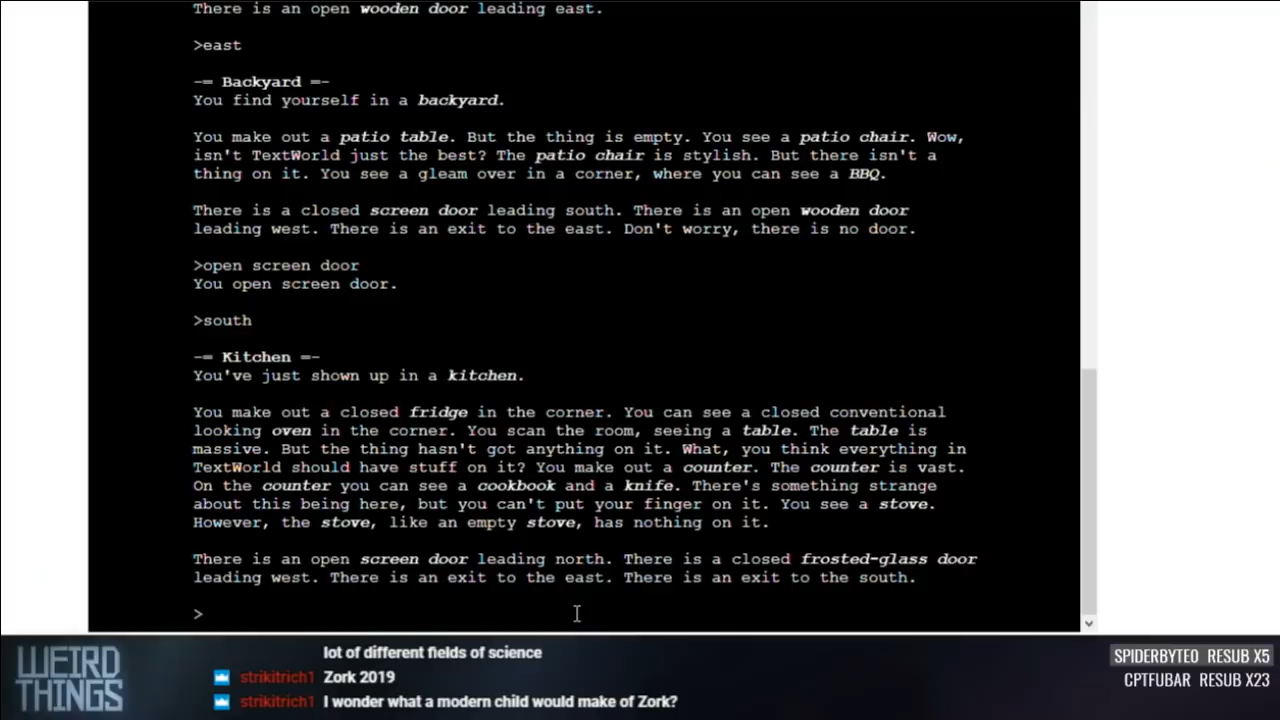 There is an open wooden door leading east.
>east
-= Backyard =-
You find yourself in a backyard.
You make out a patio table. But the thing is empty. You see a patio chair. Wow,
isn't TextWorld just the best? The patio chair is stylish. But there isn't a
thing on it. You see a gleam over in a corner, where you can see a BBQ.
There is a closed screen door leading south. There is an open wooden door
leading west. There is an exit to the east. Don't worry, there is no door.
>open screen door
You open screen door.
>south
-= Kitchen =-
You've just shown up in a kitchen.
You make out a closed fridge in the corner. You can see a closed conventional
looking oven in the corner. You scan the room, seeing a table. The table is
massive. But the thing hasn't got anything on it. What, you think everything in
TextWorld should have stuff on it? You make out a counter. The counter is vast.
On the counter you can see a cookbook and a knife. There's something strange
about this being here, but you can't put your finger on it. You see a stove.
However, the stove, like an empty stove, has nothing on it.
There is an open screen door leading north. There is a closed frosted-glass door
leading west. There is an exit to the east. There is an exit to the south.
>
WEIRD
THINGS
lot of different fields of science
strikitrich1 Zork 2019
strikitrich1 I wonder what a modern child would make of Zork?
SPIDERBYTE0 RESUB X5
CPTFUBAR RESUB X23